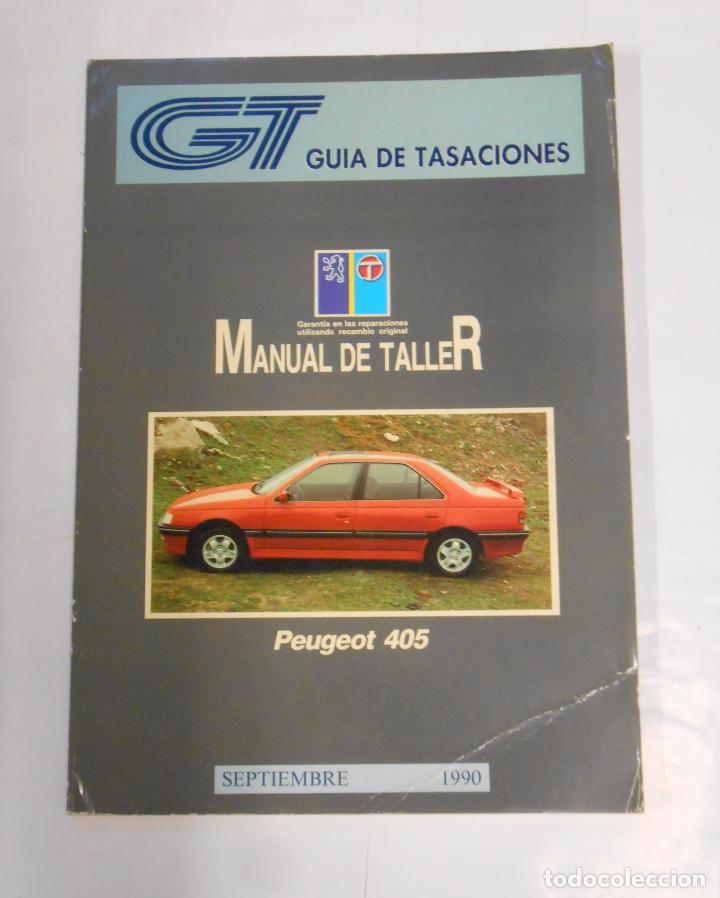 GT GUIA DE TASACIONES
T
Garantía en las reparaciones
utilizando recambio original
MANUAL DE TALLER
Peugeot 405
SEPTIEMBRE 1990
todocoleccion